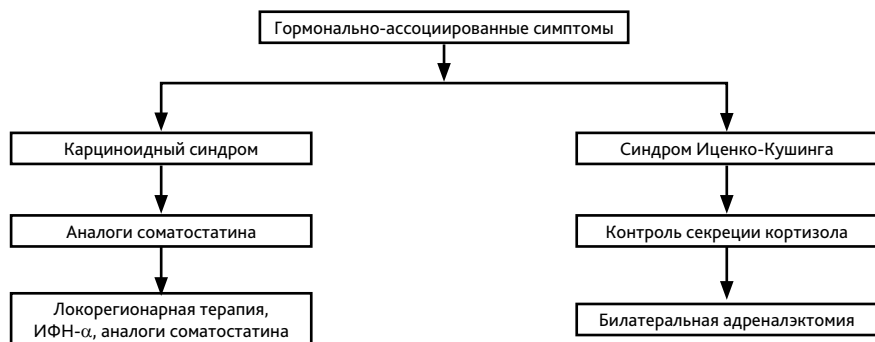 Гормонально-ассоциированные симптомы
Карциноидный синдром
Синдром Иценко-Кушинга
Аналоги соматостатина
Контроль секреции кортизола
Локорегионарная терапия,
ИФН-α, аналоги соматостатина
Билатеральная адреналэктомия